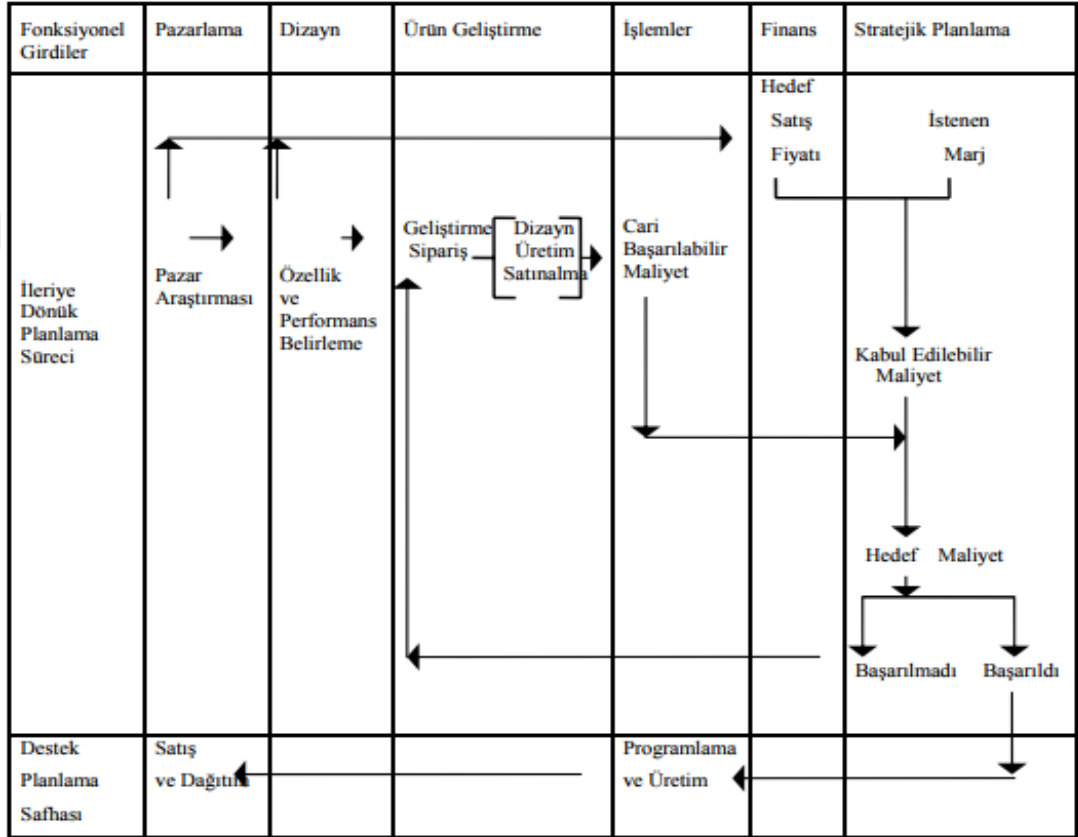 Fonksiyonel
Girdiler
Pazarlama
Dizayn
Ürün Geliştirme
İşlemler
Finans
Stratejik Planlama
İleriye
Dönük
Planlama
Süreci
Pazar
Araştırması
Özellik
ve
Performans
Belirleme
Geliştirme
Sipariş
Dizayn
Üretim
Satınalma
Cari
Başarılabilir
Maliyet
Hedef
Satış
Fiyatı
İstenen
Marj
Kabul Edilebilir
Maliyet
Hedef Maliyet
Başarılmadı Başarıldı
Destek
Planlama
Safhası
Satış
ve Dağıtım
Programlama
ve Üretim